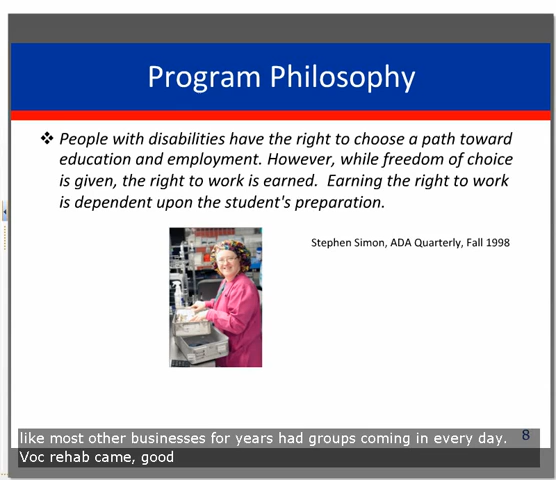 Program Philosophy
❖ People with disabilities have the right to choose a path toward
education and employment. However, while freedom of choice
is given, the right to work is earned.  Earning the right to work
is dependent upon the student's preparation.
Stephen Simon, ADA Quarterly, Fall 1998
8
like most other businesses for years had groups coming in every day.
Voc rehab came, good